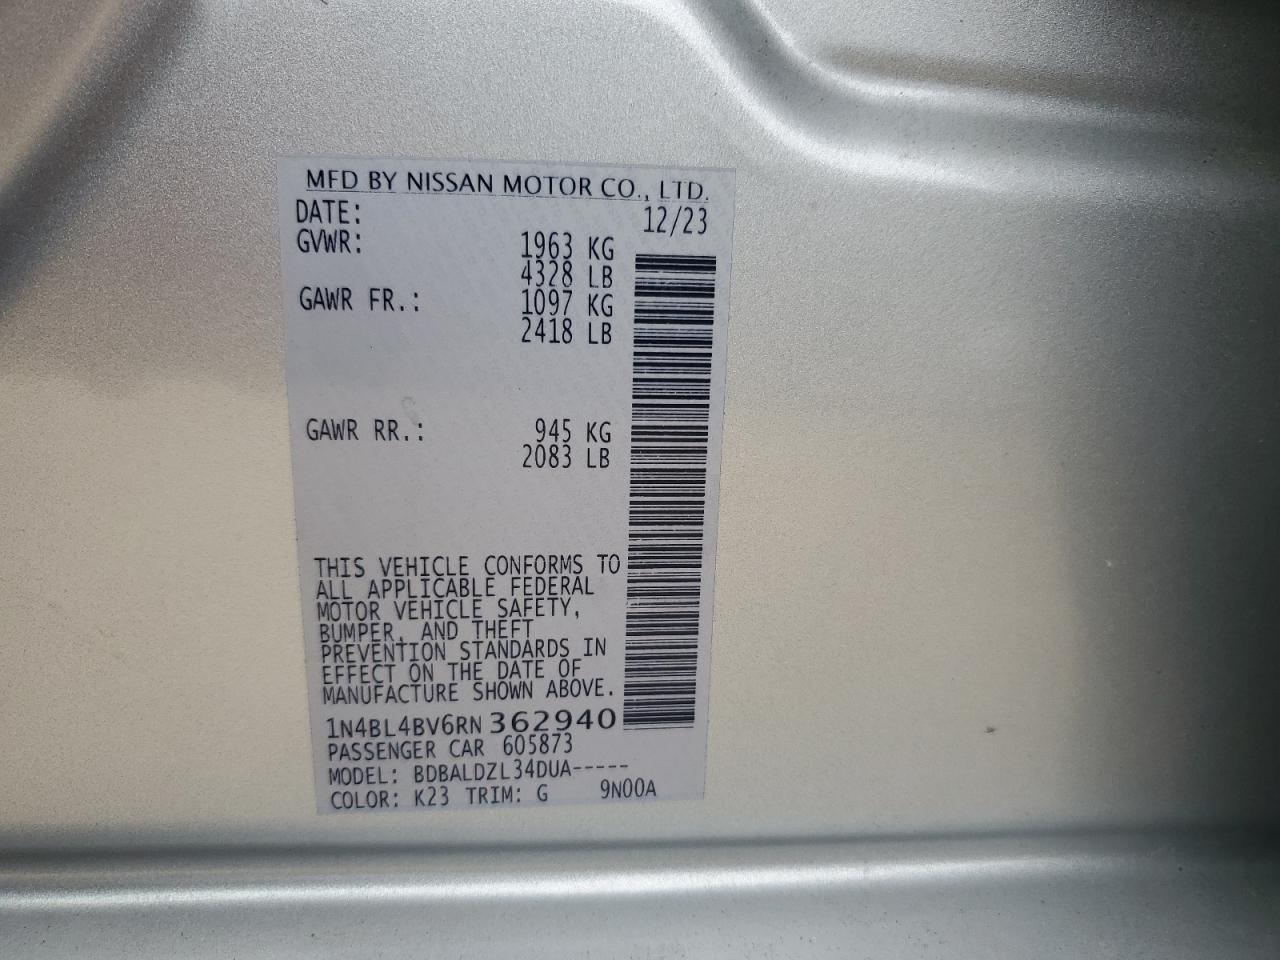 MFD BY NISSAN MOTOR CO., LTD.
DATE: 12/23
GVWR: 1963 KG
4328 LB
GAWR FR.: 1097 KG
2418 LB
GAWR RR.: 945 KG
2083 LB
THIS VEHICLE CONFORMS TO
ALL APPLICABLE FEDERAL
MOTOR VEHICLE SAFETY,
BUMPER, AND THEFT
PREVENTION STANDARDS IN
EFFECT ON THE DATE OF
MANUFACTURE SHOWN ABOVE.
1N4BL4BV6RN362940
PASSENGER CAR 605873
MODEL: BDBALDZL34DUA-----
COLOR: K23 TRIM: G 9N00A